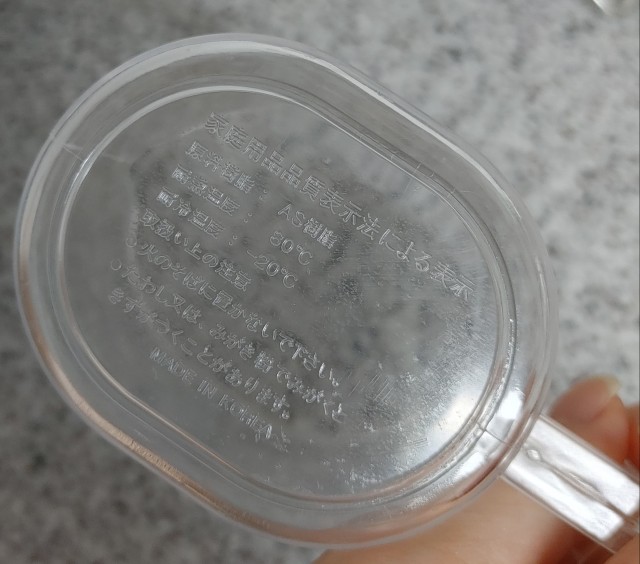 家庭用品品質表示法による表示
原料樹脂： AS樹脂
耐熱温度： 80℃
耐冷温度： -20℃
取扱い上の注意
○火のそばに置かないで下さい。
○たわし又は、みがき粉でみがくと
きずがつくことがあります。
MADE IN KOREA